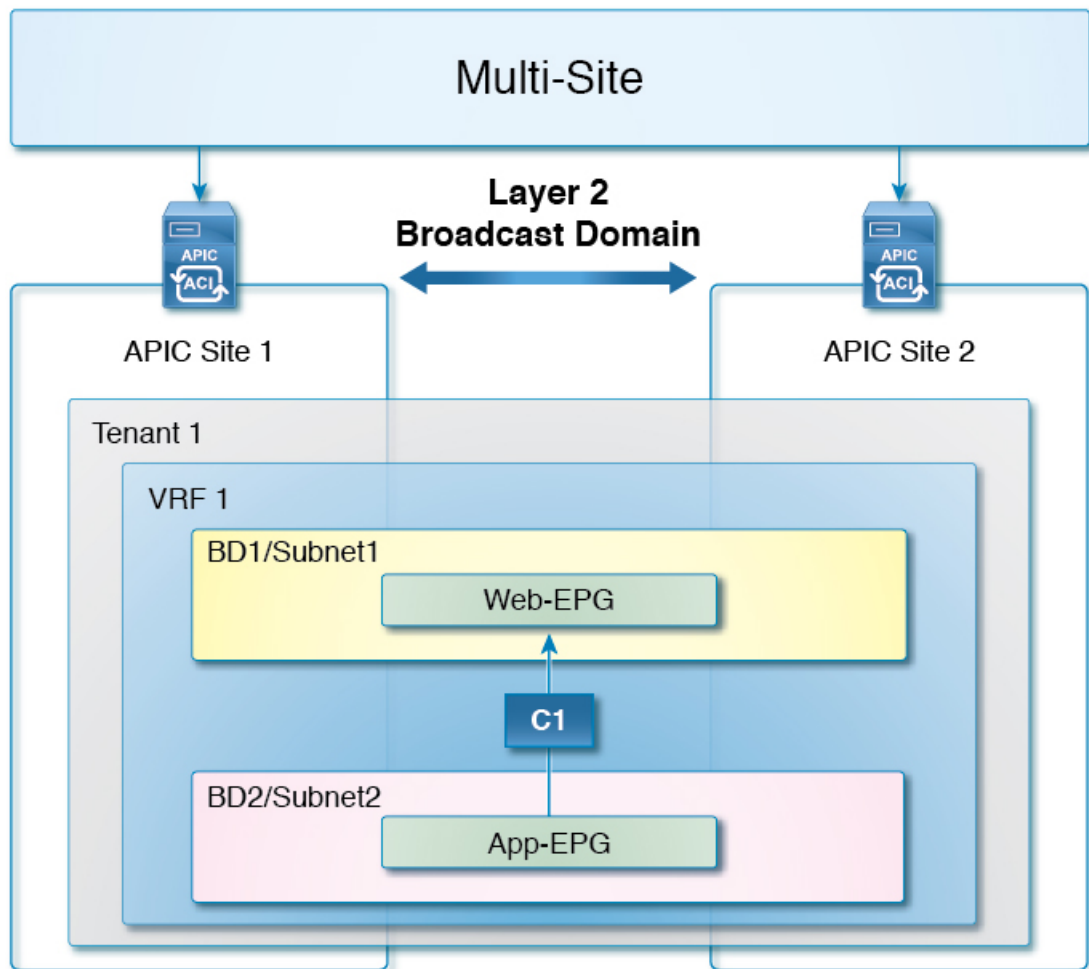 Multi-Site
Layer 2
Broadcast Domain
APIC
ACI
APIC
ACI
APIC Site 1
APIC Site 2
Tenant 1
VRF 1
BD1/Subnet1
Web-EPG
C1
BD2/Subnet2
App-EPG